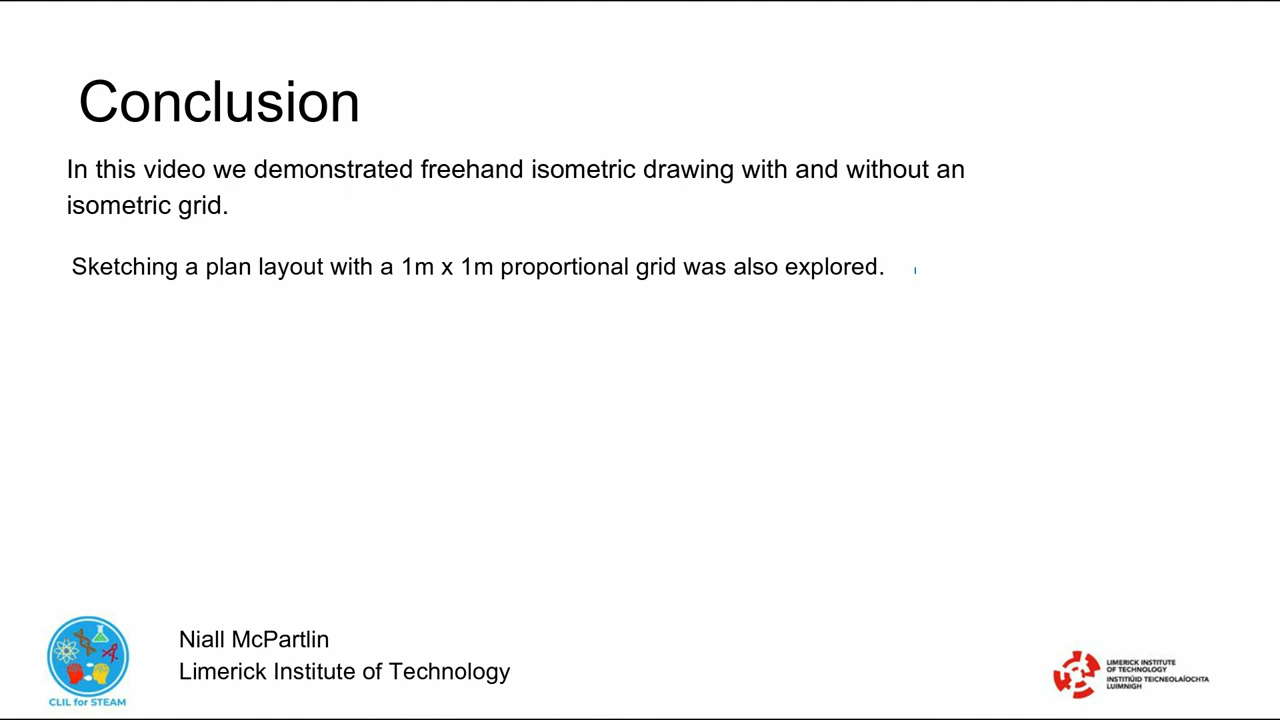 Conclusion
In this video we demonstrated freehand isometric drawing with and without an
isometric grid.
Sketching a plan layout with a 1m x 1m proportional grid was also explored.
Niall McPartlin
Limerick Institute of Technology
CLIL for STEAM
LIMERICK INSTITUTE
OF TECHNOLOGY
INSTITIÚID TEICNEOLAÍOCHTA
LUIMNIGH